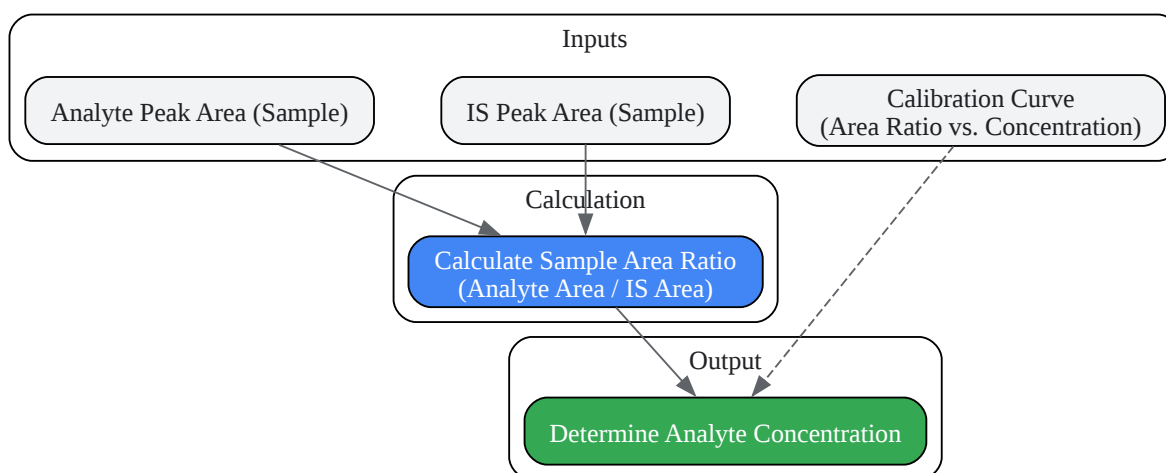 Inputs
Analyte Peak Area (Sample)
IS Peak Area (Sample)
Calibration Curve
(Area Ratio vs. Concentration)
Calculation
Calculate Sample Area Ratio
(Analyte Area / IS Area)
Output
Determine Analyte Concentration